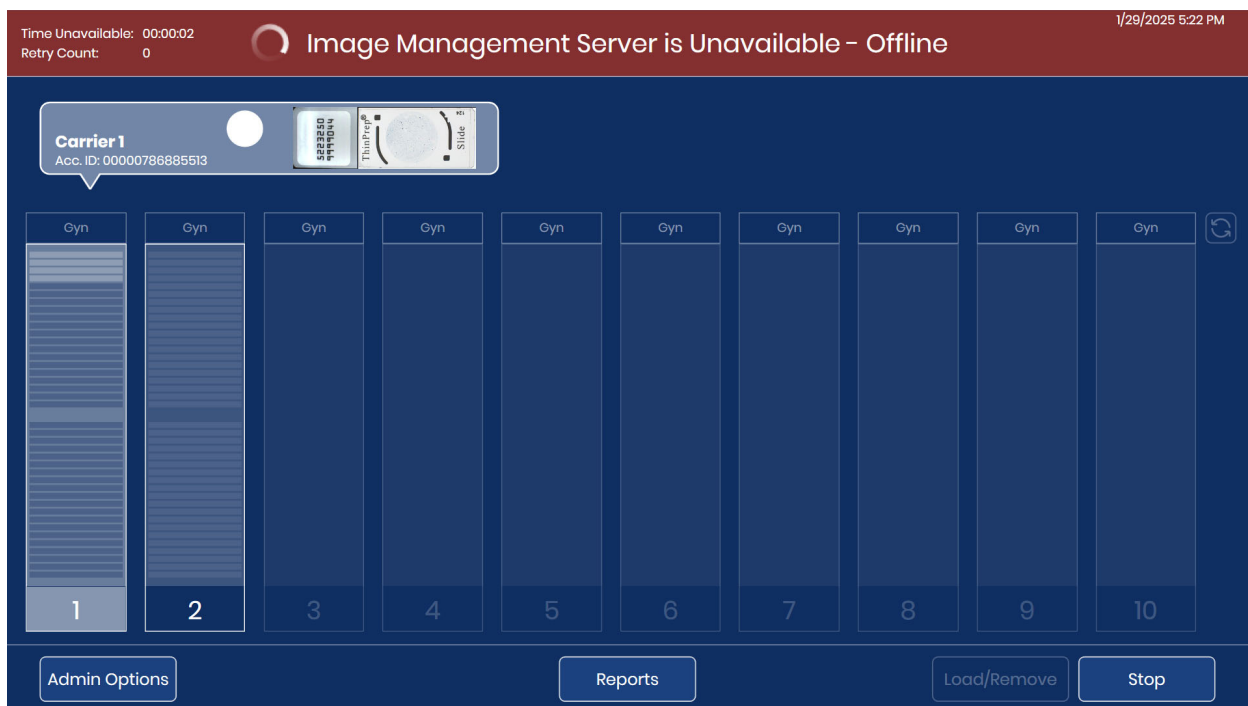 Time Unavailable: 00:00:02
Retry Count: 0
Image Management Server is Unavailable - Offline
1/29/2025 5:22 PM
Carrier 1
Acc. ID: 00000786885513
5223250
9999044
ThinPrep®
Slide
Gyn Gyn Gyn Gyn Gyn Gyn Gyn Gyn Gyn Gyn
1 2 3 4 5 6 7 8 9 10
Admin Options Reports Load/Remove Stop